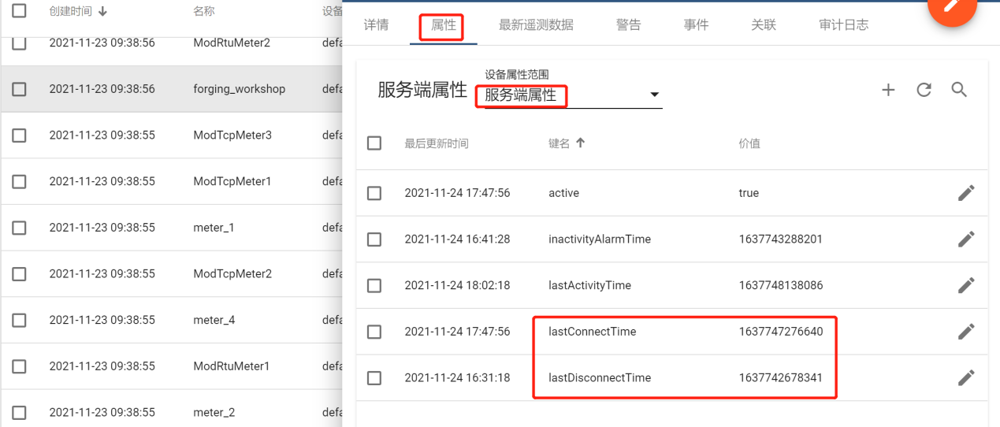 创建时间 名称 设备
2021-11-23 09:38:56 ModRtuMeter2 defa
2021-11-23 09:38:56 forging_workshop defa
2021-11-23 09:38:55 ModTcpMeter3 defa
2021-11-23 09:38:55 ModTcpMeter1 defa
2021-11-23 09:38:55 meter_1 defa
2021-11-23 09:38:55 ModTcpMeter2 defa
2021-11-23 09:38:55 meter_4 defa
2021-11-23 09:38:55 ModRtuMeter1 defa
2021-11-23 09:38:55 meter_2 defa
详情 属性 最新遥测数据 警告 事件 关联 审计日志
设备属性范围
服务端属性 服务端属性
最后更新时间 键名 价值
2021-11-24 17:47:56 active true
2021-11-24 16:41:28 inactivityAlarmTime 1637743288201
2021-11-24 18:02:18 lastActivityTime 1637748138086
2021-11-24 17:47:56 lastConnectTime 1637747276640
2021-11-24 16:31:18 lastDisconnectTime 1637742678341